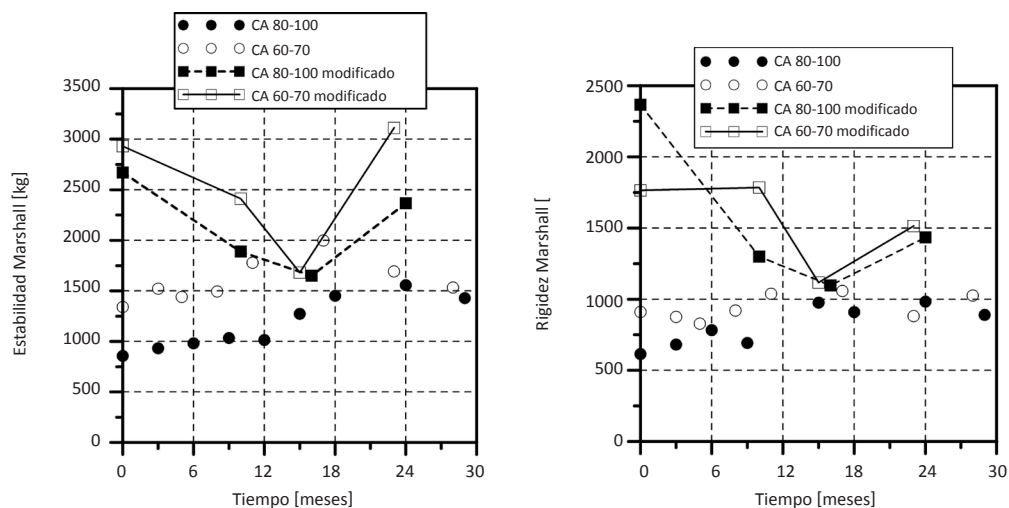 CA 80-100
CA 60-70
CA 80-100 modificado
CA 60-70 modificado
3500
3000
2500
2000
1500
1000
500
0
Estabilidad Marshall [kg]
0 6 12 18 24 30
Tiempo [meses]
CA 80-100
CA 60-70
CA 80-100 modificado
CA 60-70 modificado
2500
2000
1500
1000
500
0
Rigidez Marshall [
0 6 12 18 24 30
Tiempo [meses]